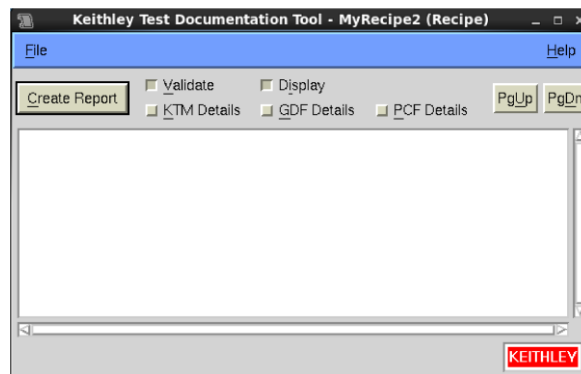 Keithley Test Documentation Tool - MyRecipe2 (Recipe)
File Help
Create Report Validate Display PgUp PgDn
KTM Details GDF Details PCF Details
KEITHLEY